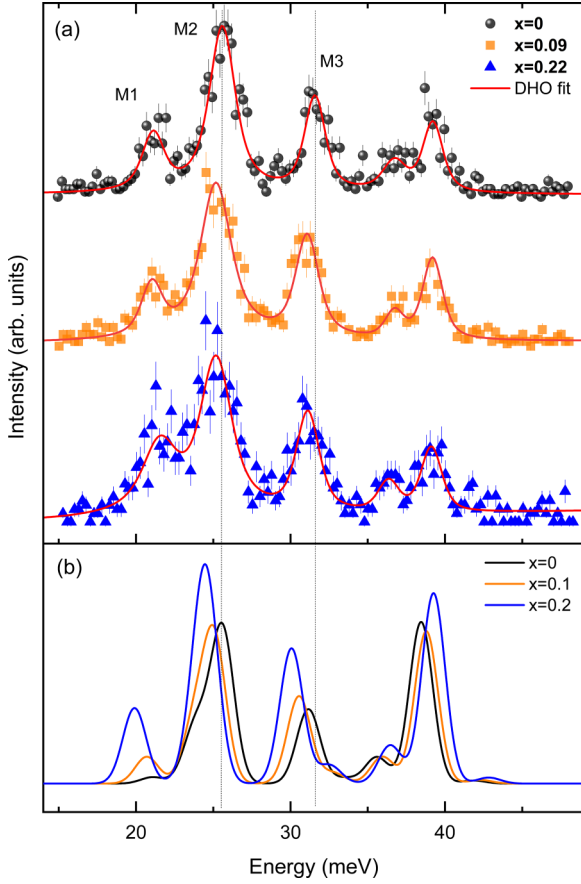 (a)
M1
M2
M3
x=0
x=0.09
x=0.22
DHO fit
Intensity (arb. units)
(b)
x=0
x=0.1
x=0.2
20
30
40
Energy (meV)